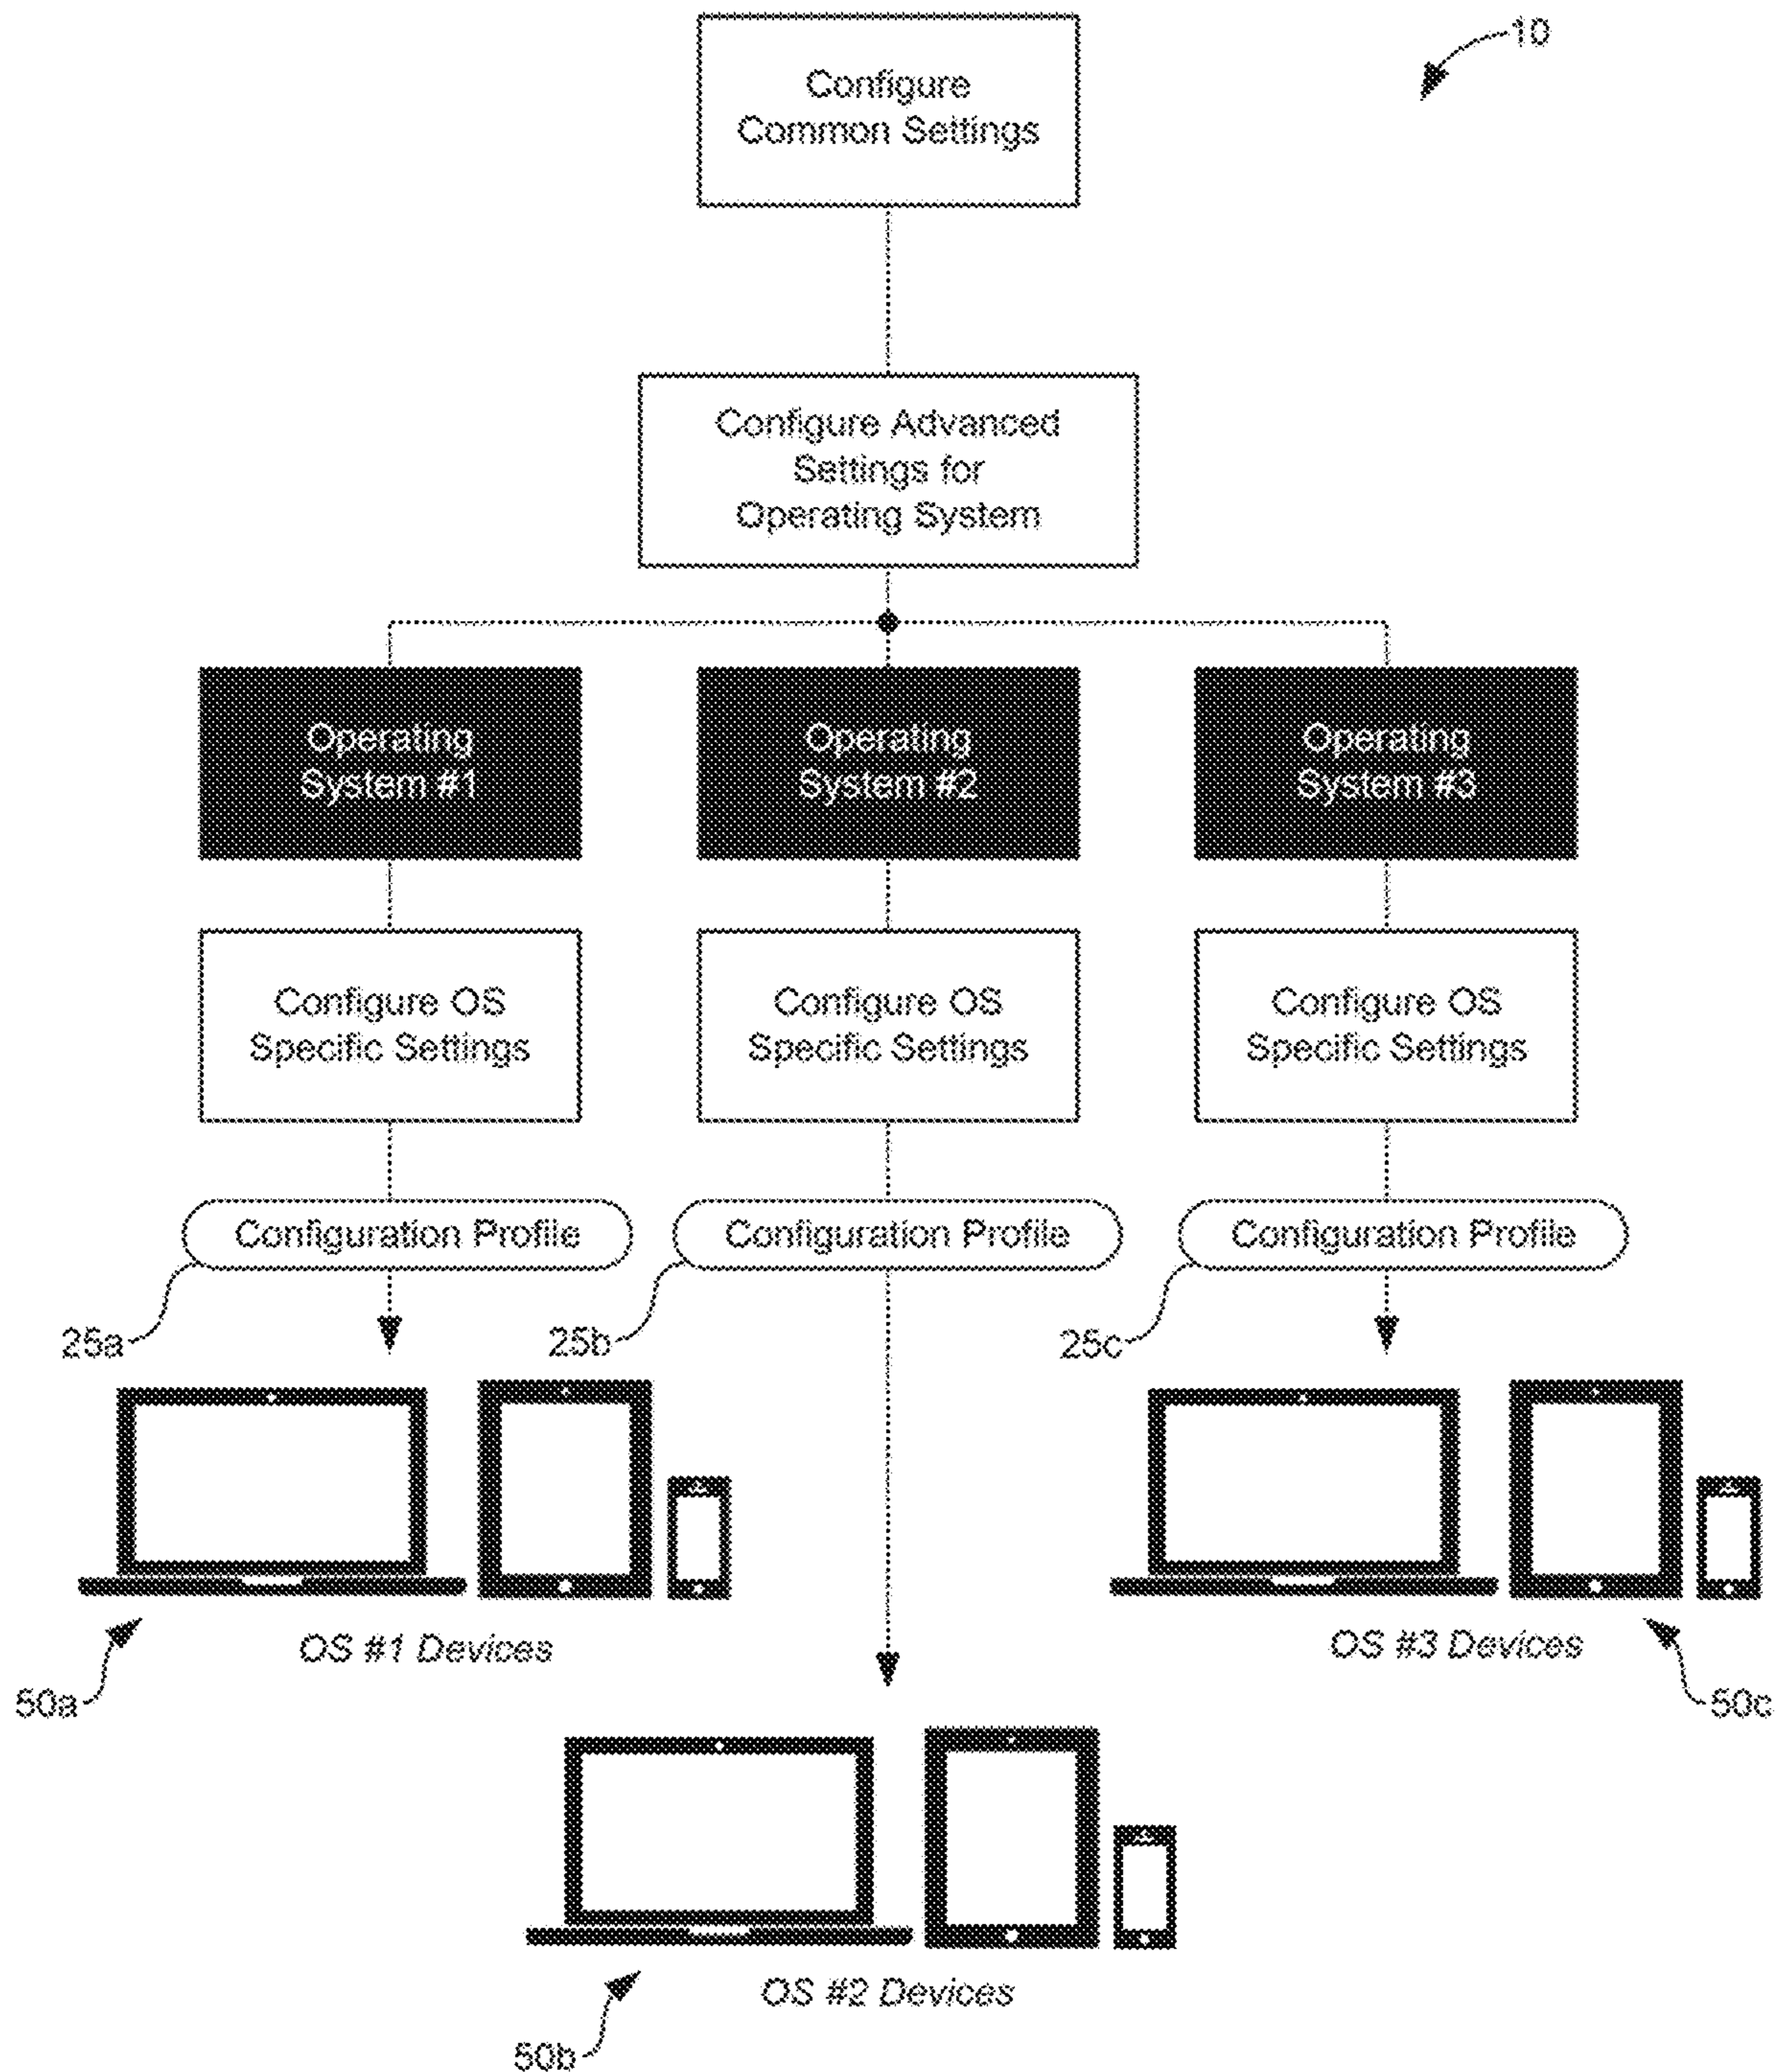 10
Configure
Common Settings
Configure Advanced
Settings for
Operating System
Operating
System #1
Operating
System #2
Operating
System #3
Configure OS
Specific Settings
Configure OS
Specific Settings
Configure OS
Specific Settings
Configuration Profile
Configuration Profile
Configuration Profile
25a
25b
25c
OS #1 Devices
OS #3 Devices
50a
50c
OS #2 Devices
50b